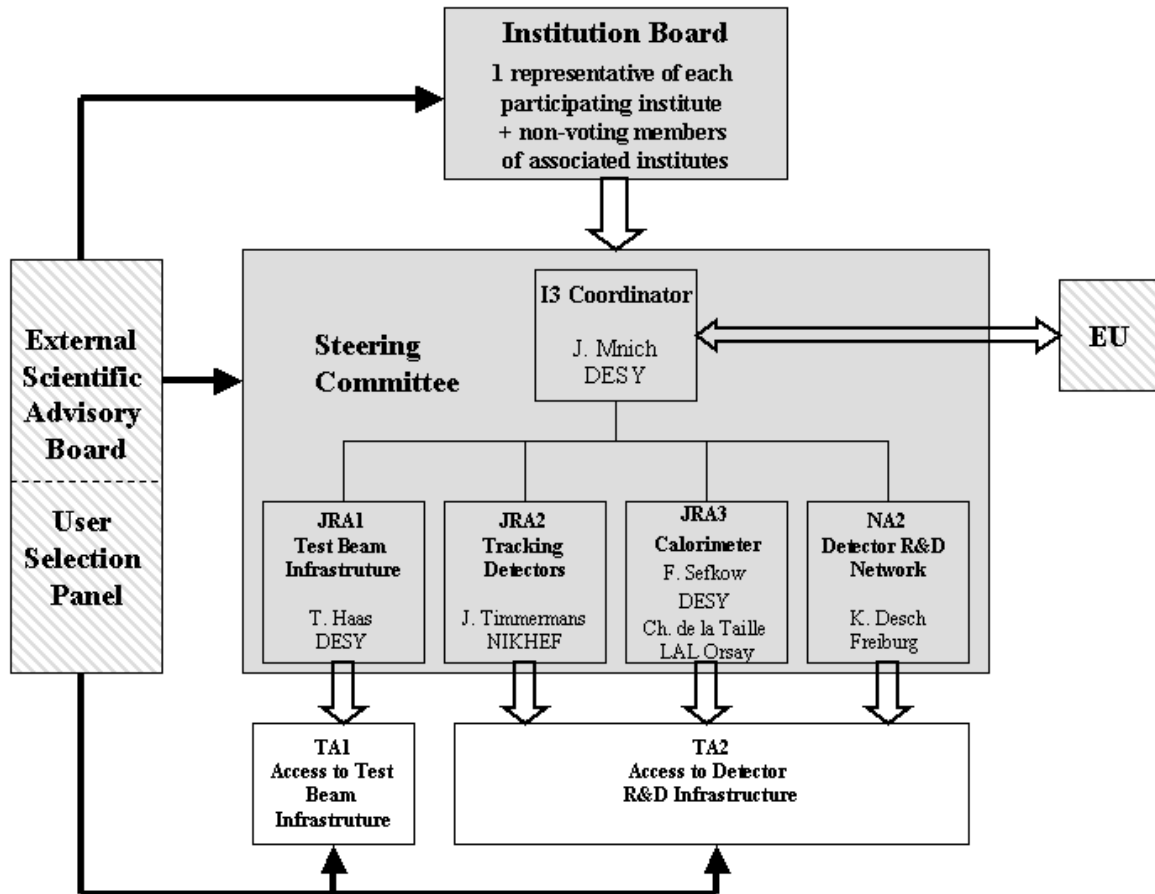 Institution Board
1 representative of each
participating institute
+ non-voting members
of associated institutes
External
Scientific
Advisory
Board
User
Selection
Panel
Steering
Committee
I3 Coordinator
J. Mnich
DESY
EU
JRA1
Test Beam
Infrastruture
T. Haas
DESY
JRA2
Tracking
Detectors
J. Timmermans
NIKHEF
JRA3
Calorimeter
F. Sefkow
DESY
Ch. de la Taille
LAL Orsay
NA2
Detector R&D
Network
K. Desch
Freiburg
TA1
Access to Test
Beam
Infrastruture
TA2
Access to Detector
R&D Infrastructure